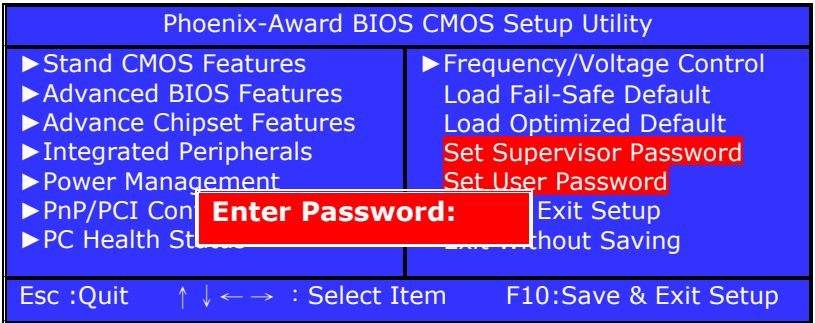 Phoenix-Award BIOS CMOS Setup Utility
►Stand CMOS Features
►Advanced BIOS Features
►Advance Chipset Features
►Integrated Peripherals
►Power Management
►PnP/PCI Con
►PC Health
►Frequency/Voltage Control
Load Fail-Safe Default
Load Optimized Default
Set Supervisor Password
Set User Password
Exit Setup
Exit Without Saving
Enter Password:
Esc :Quit ↑↓←→ : Select Item F10:Save & Exit Setup